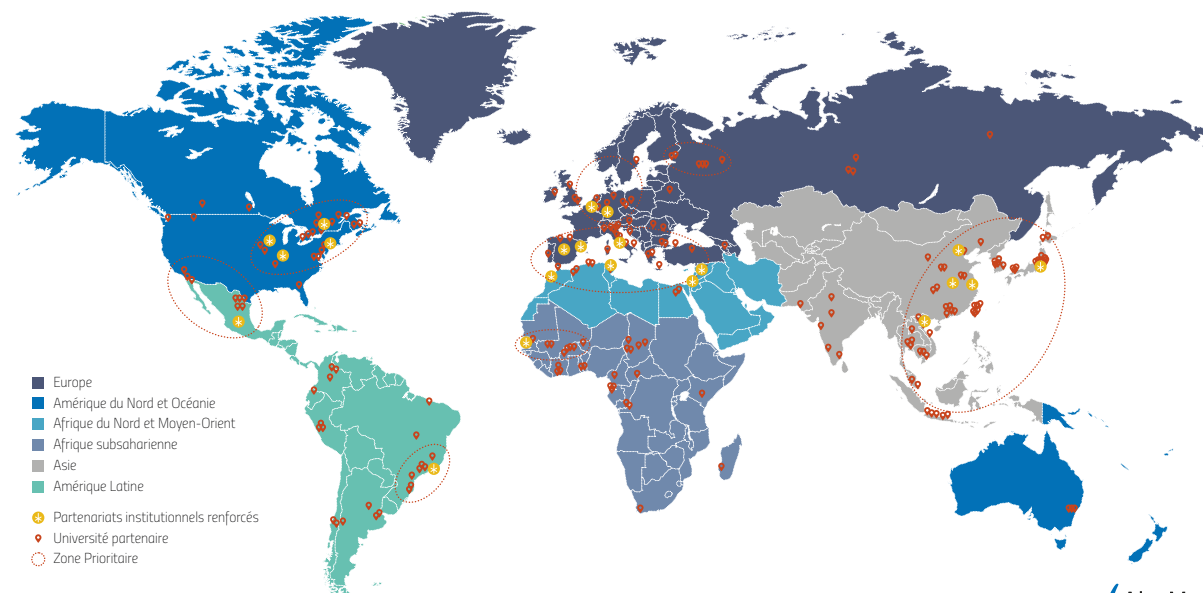 Europe
Amérique du Nord et Océanie
Afrique du Nord et Moyen-Orient
Afrique subsaharienne
Asie
Amérique Latine
Partenariats institutionnels renforcés
Université partenaire
Zone Prioritaire